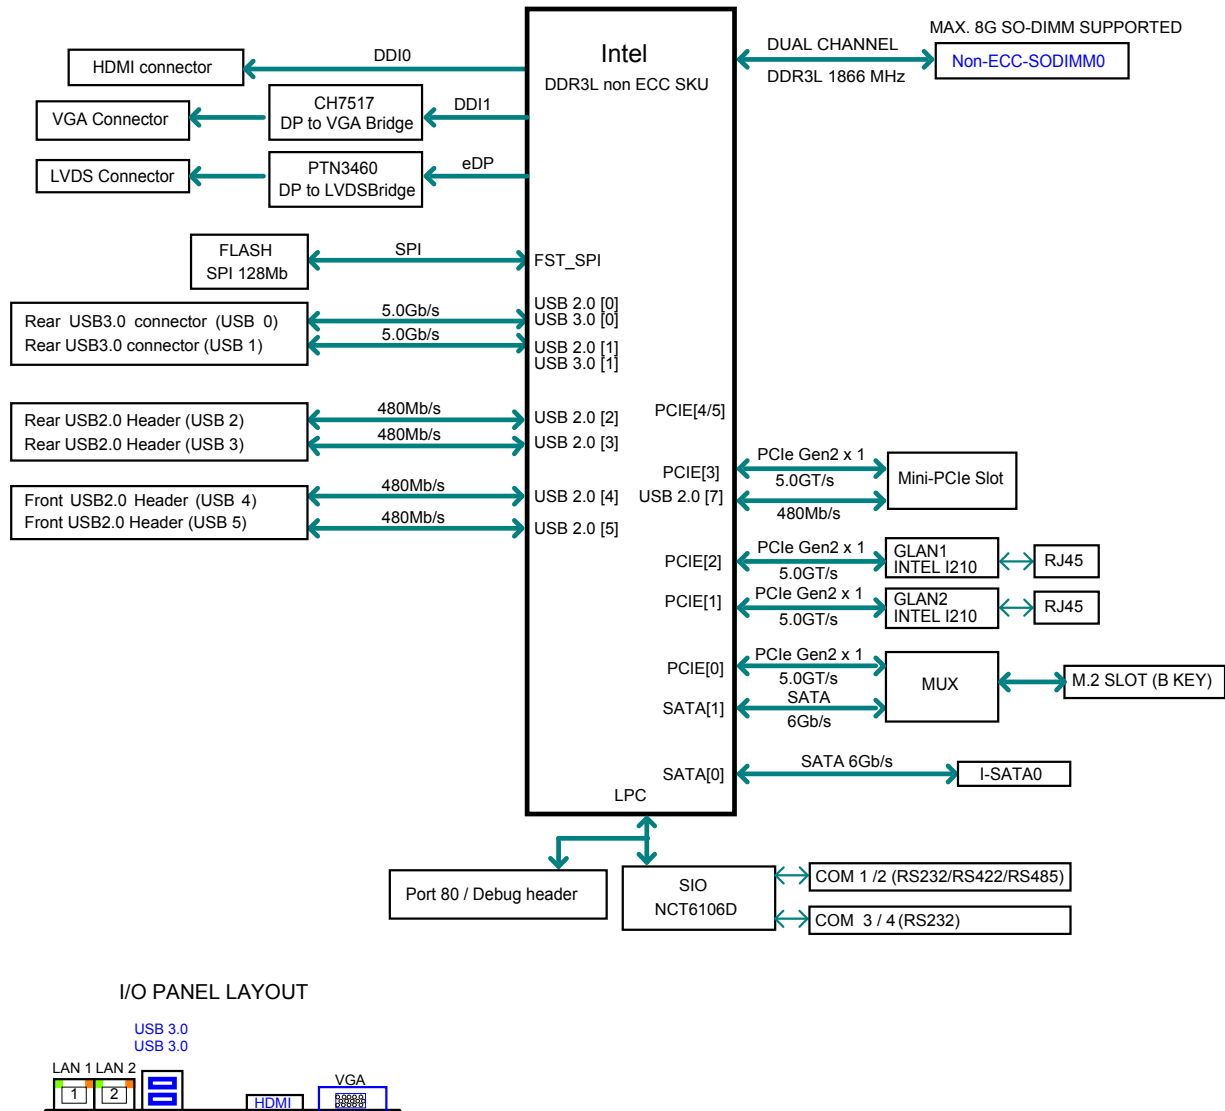 MAX. 8G SO-DIMM SUPPORTED
Intel
DDR3L non ECC SKU
DUAL CHANNEL
DDR3L 1866 MHz
Non-ECC-SODIMM0
HDMI connector
DDI0
VGA Connector
CH7517
DP to VGA Bridge
DDI1
LVDS Connector
PTN3460
DP to LVDSBridge
eDP
FLASH
SPI 128Mb
SPI
FST_SPI
Rear USB3.0 connector (USB 0)
Rear USB3.0 connector (USB 1)
5.0Gb/s
5.0Gb/s
USB 2.0 [0]
USB 3.0 [0]
USB 2.0 [1]
USB 3.0 [1]
Rear USB2.0 Header (USB 2)
Rear USB2.0 Header (USB 3)
480Mb/s
480Mb/s
USB 2.0 [2]
USB 2.0 [3]
Front USB2.0 Header (USB 4)
Front USB2.0 Header (USB 5)
480Mb/s
480Mb/s
USB 2.0 [4]
USB 2.0 [5]
PCIE[4/5]
PCIE[3]
USB 2.0 [7]
PCIe Gen2 x 1
5.0GT/s
480Mb/s
Mini-PCIe Slot
PCIE[2]
PCIe Gen2 x 1
5.0GT/s
GLAN1
INTEL I210
RJ45
PCIE[1]
PCIe Gen2 x 1
5.0GT/s
GLAN2
INTEL I210
RJ45
PCIE[0]
PCIe Gen2 x 1
5.0GT/s
SATA[1]
SATA
6Gb/s
MUX
M.2 SLOT (B KEY)
SATA[0]
SATA 6Gb/s
I-SATA0
LPC
Port 80 / Debug header
SIO
NCT6106D
COM 1 /2 (RS232/RS422/RS485)
COM 3 / 4 (RS232)
I/O PANEL LAYOUT
USB 3.0
USB 3.0
LAN 1 LAN 2
1
2
HDMI
VGA